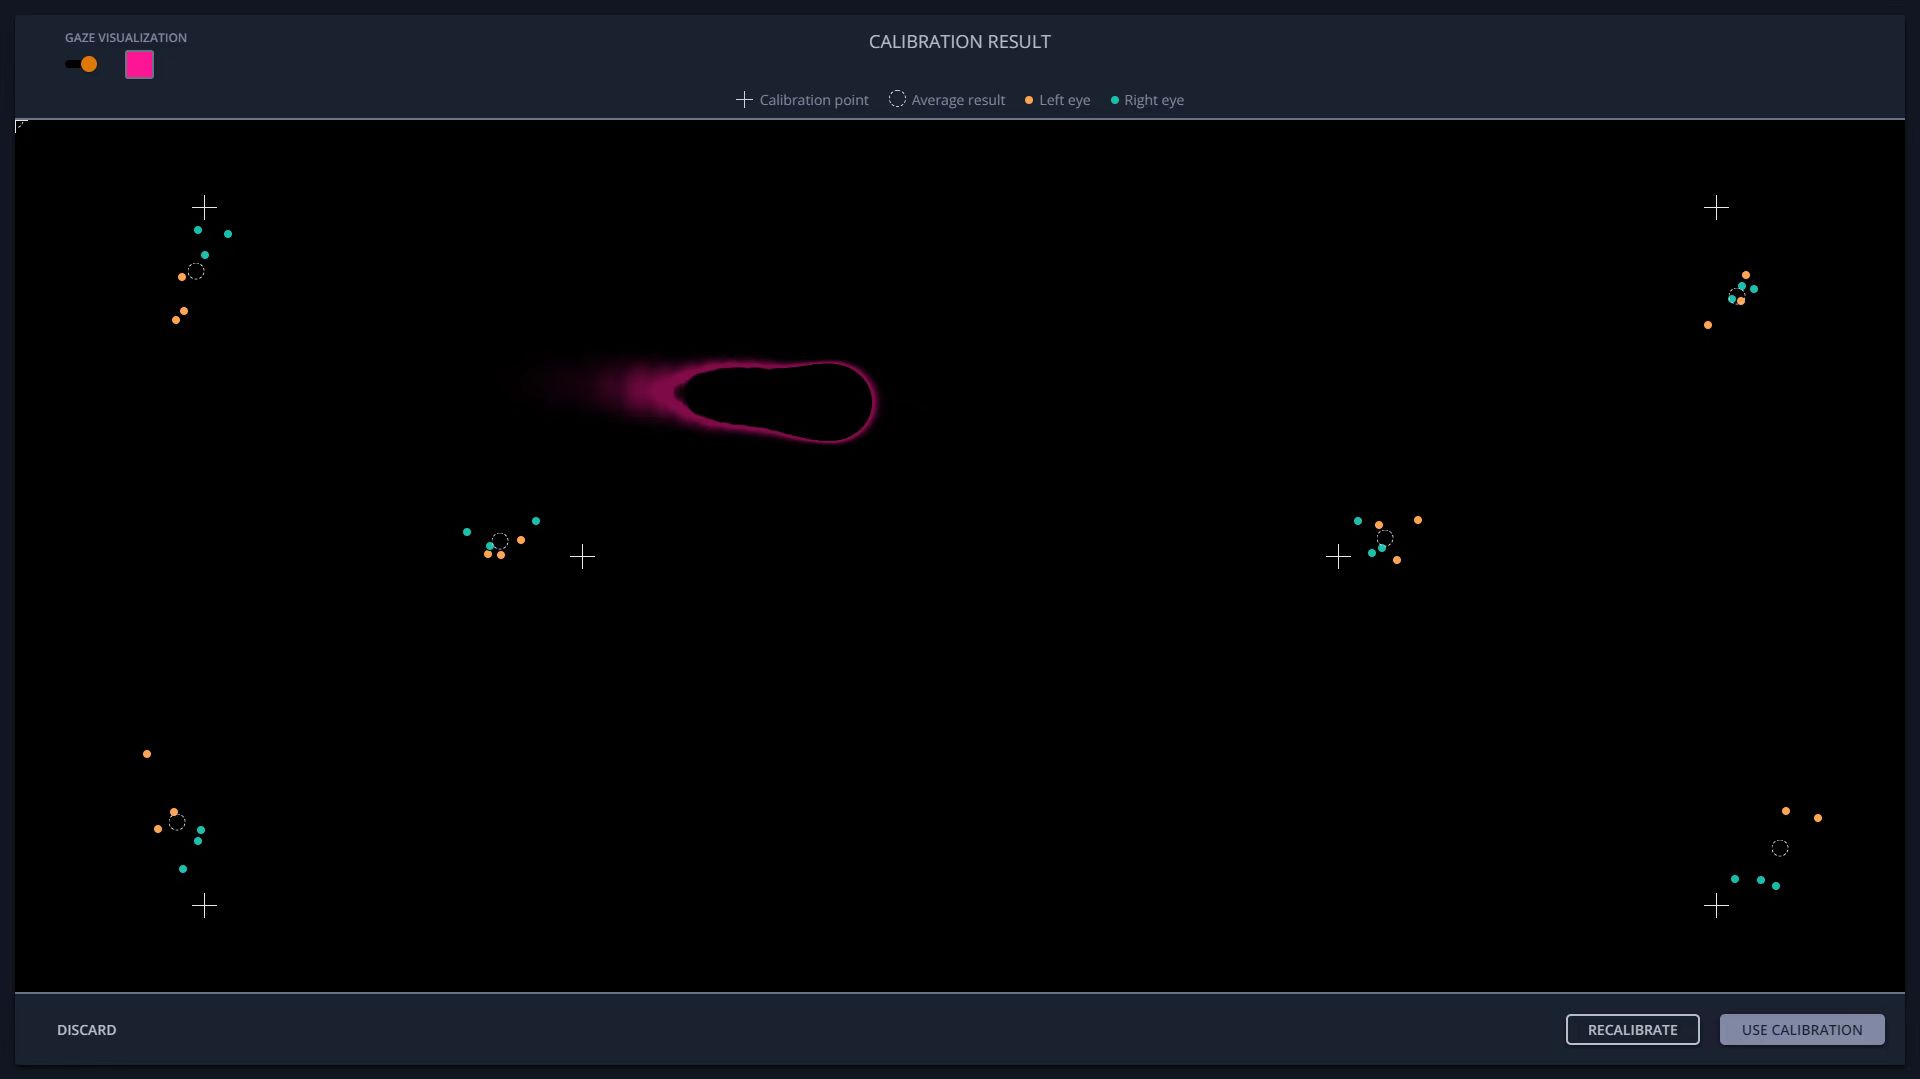 GAZE VISUALIZATION
CALIBRATION RESULT
Calibration point
Average result
Left eye
Right eye
DISCARD
RECALIBRATE
USE CALIBRATION